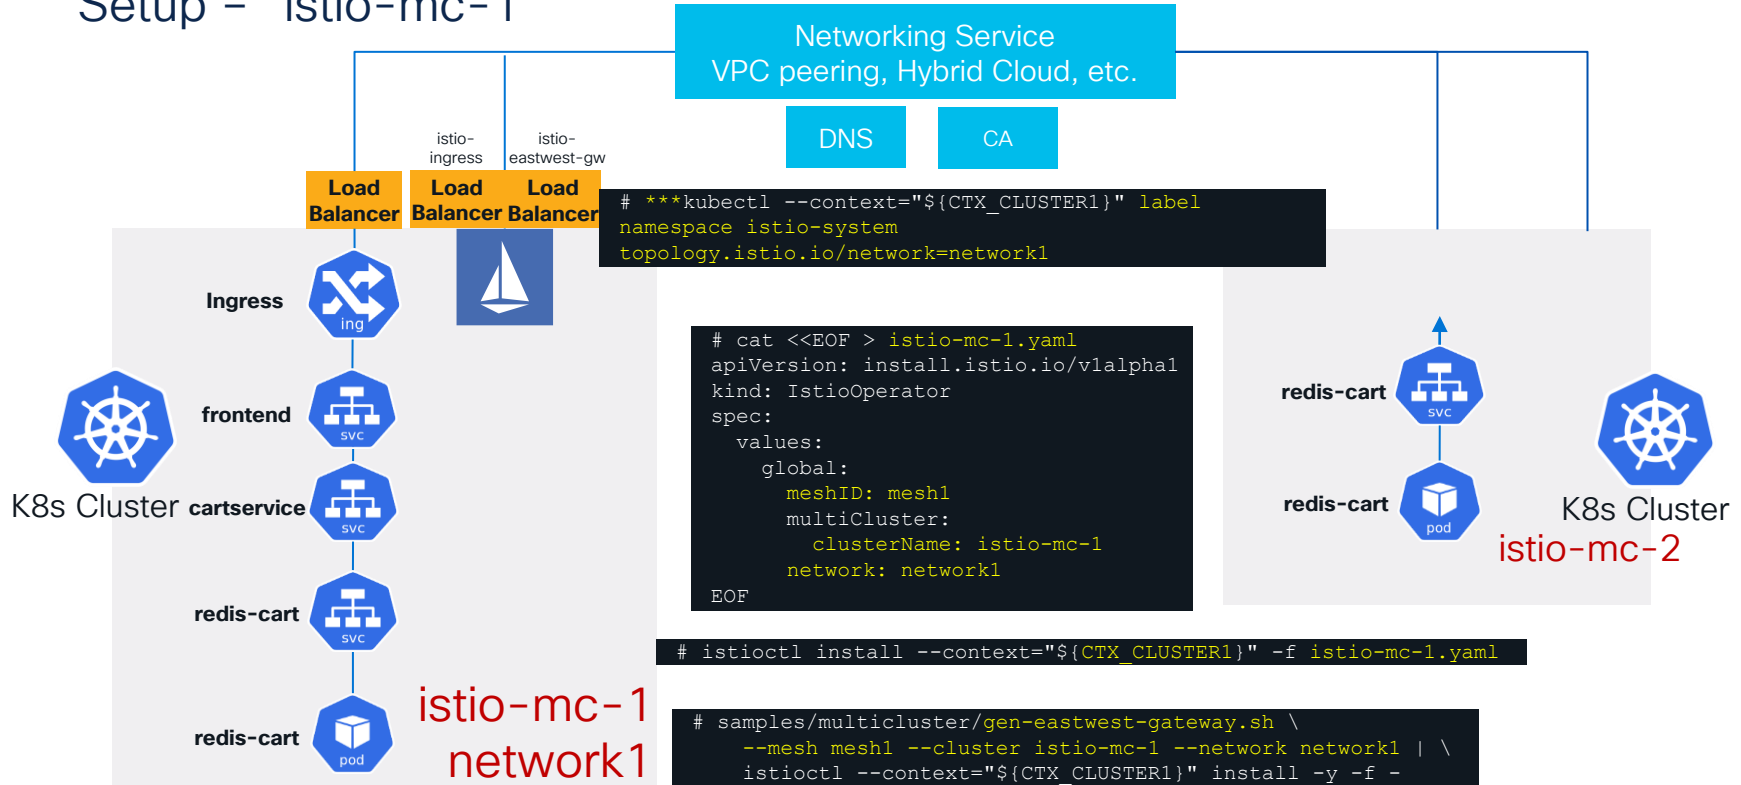 Setup - istio-mc-1
Networking Service
VPC peering, Hybrid Cloud, etc.
DNS
CA
istio-
ingress
istio-
eastwest-gw
Load
Balancer
Load
Balancer
Load
Balancer
# ***kubectl --context="${CTX_CLUSTER1}" label
namespace istio-system
topology.istio.io/network=network1
Ingress
ing
frontend
svc
K8s Cluster
cartservice
svc
redis-cart
svc
redis-cart
pod
istio-mc-1
network1
# cat <<EOF > istio-mc-1.yaml
apiVersion: install.istio.io/v1alpha1
kind: IstioOperator
spec:
values:
global:
meshID: mesh1
multiCluster:
clusterName: istio-mc-1
network: network1
EOF
# istioctl install --context="${CTX_CLUSTER1}" -f istio-mc-1.yaml
# samples/multicluster/gen-eastwest-gateway.sh \
--mesh mesh1 --cluster istio-mc-1 --network network1 | \
istioctl --context="${CTX_CLUSTER1}" install -y -f -
redis-cart
svc
redis-cart
pod
K8s Cluster
istio-mc-2